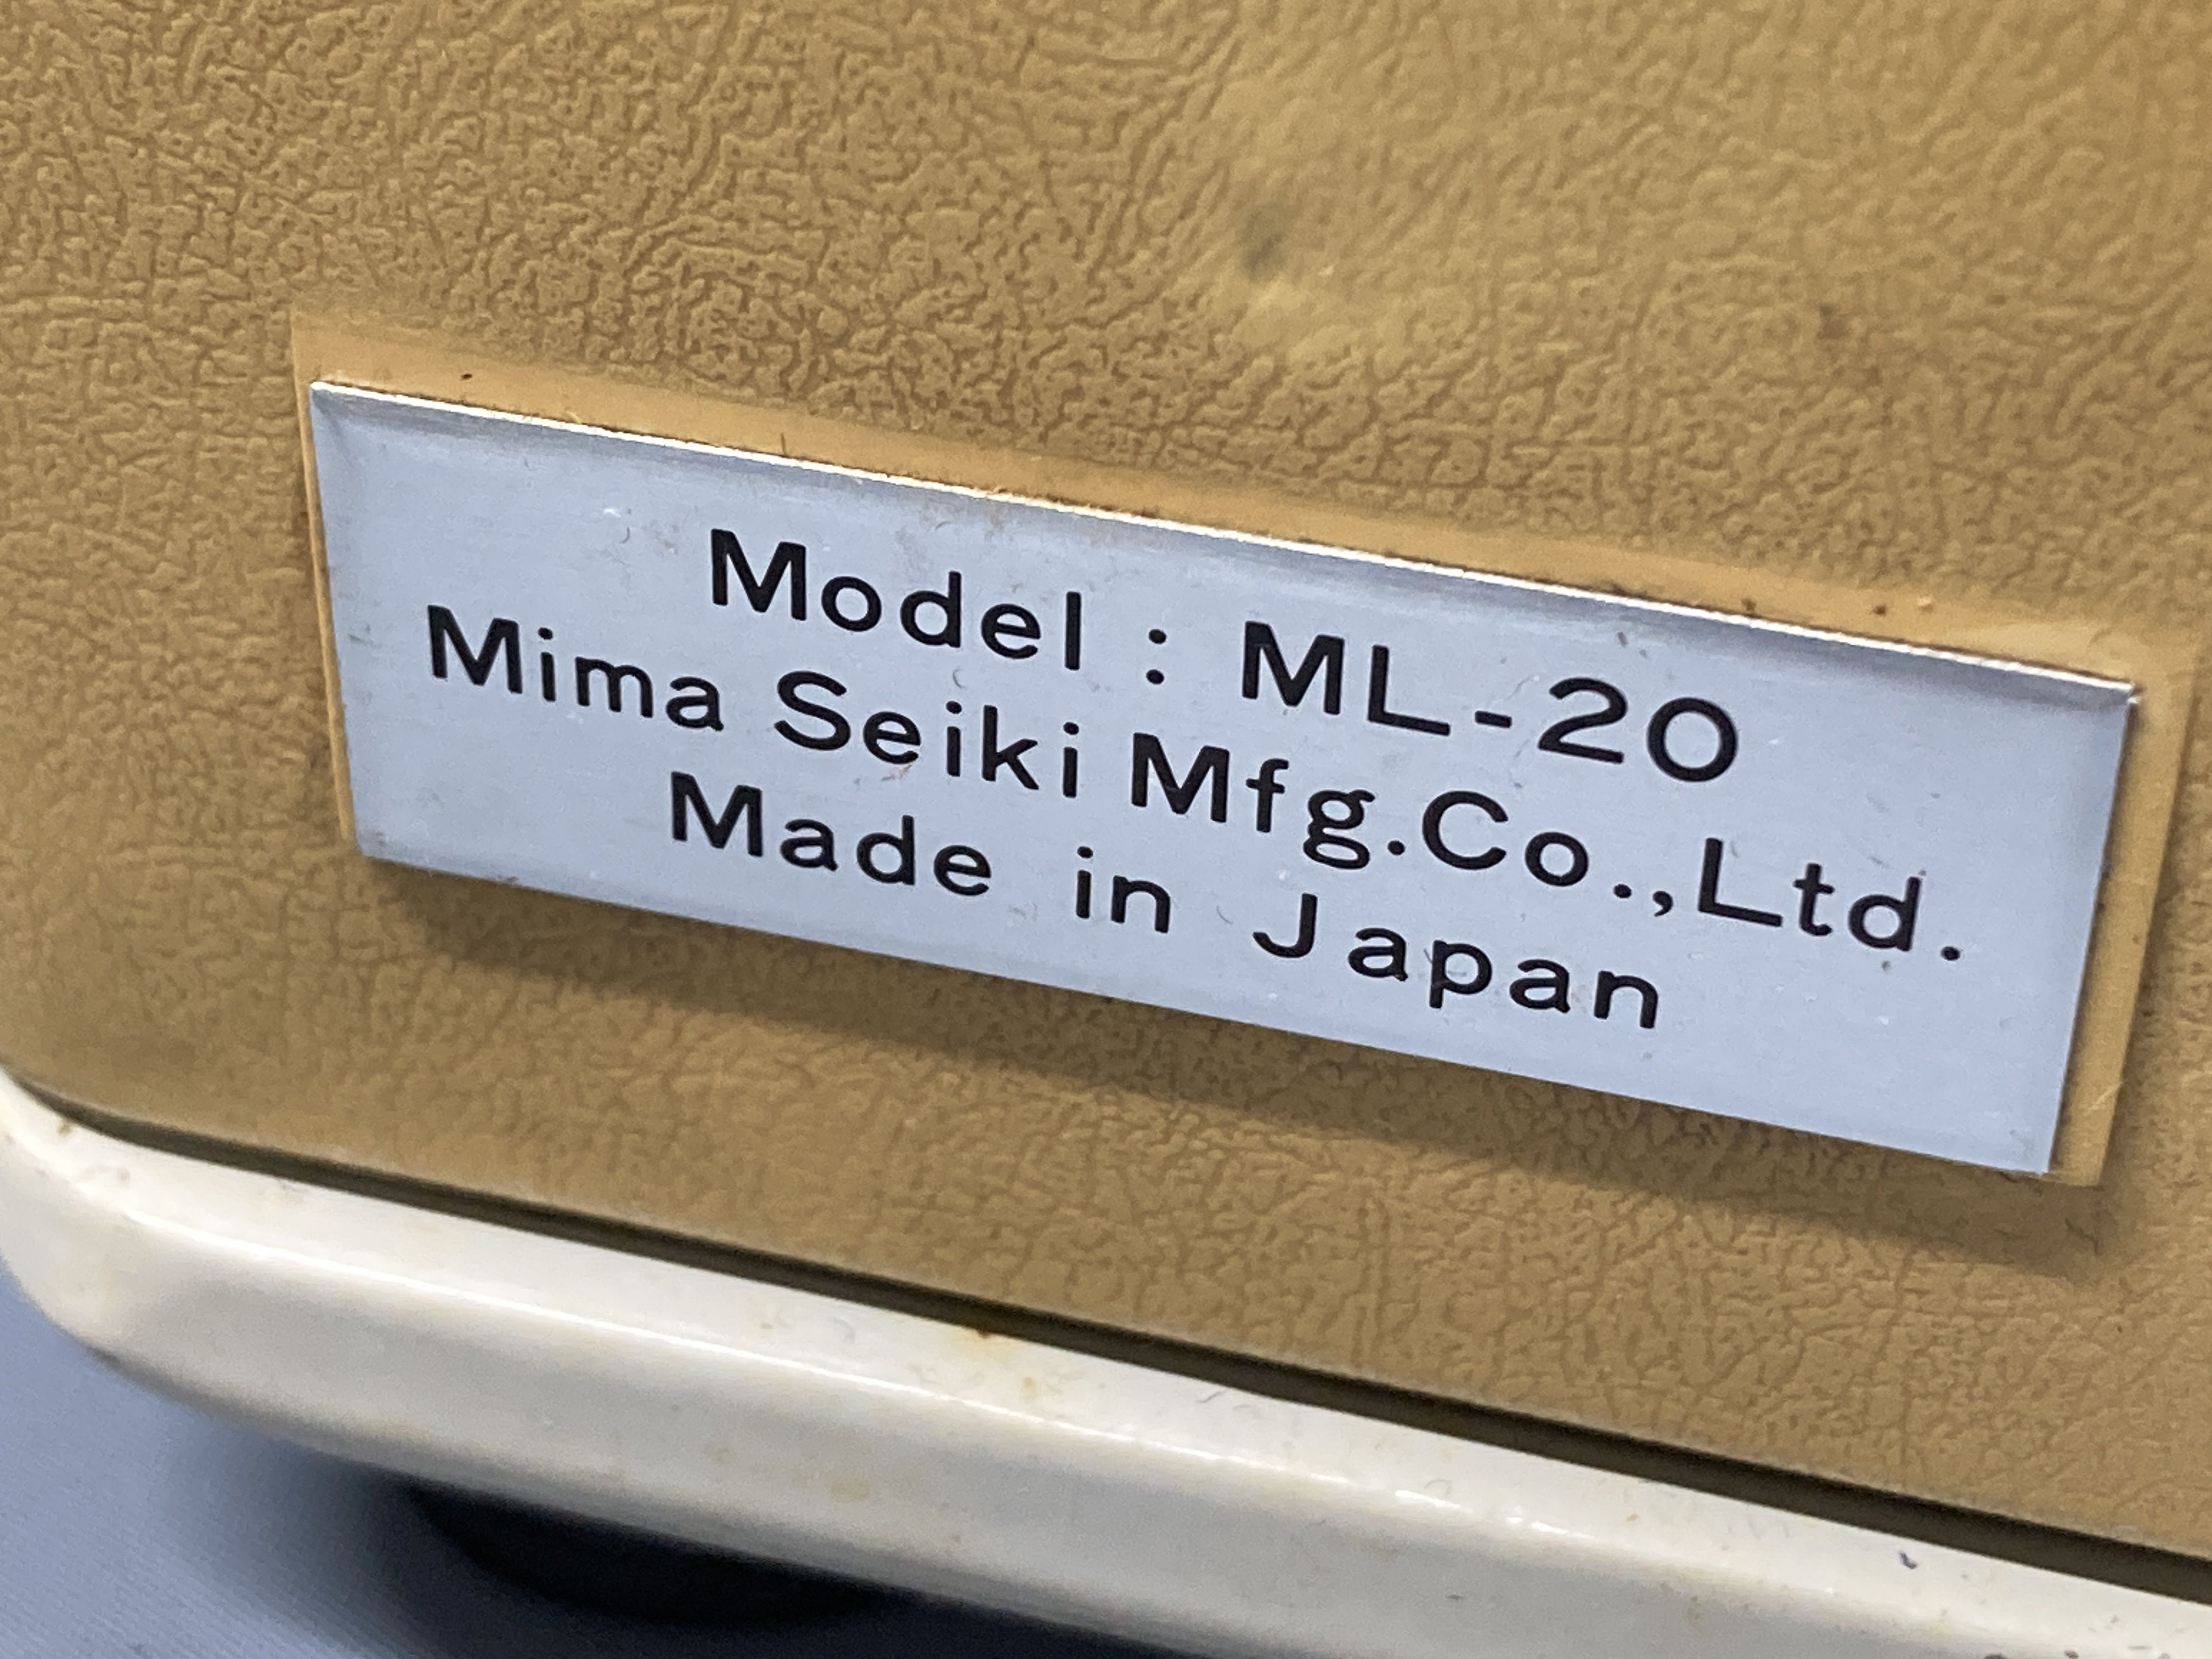 Model : ML-20
Mima Seiki Mfg.Co.,Ltd.
Made in Japan